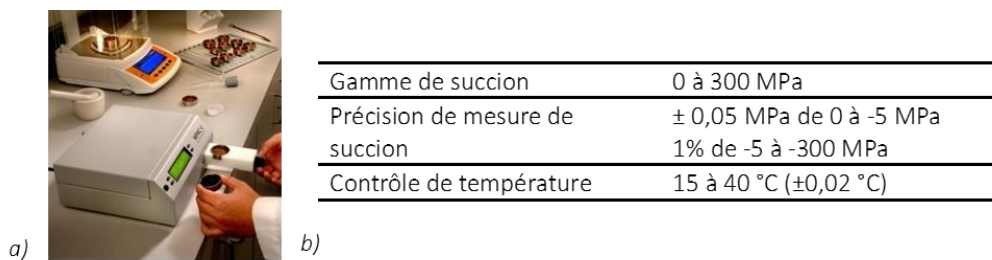 Gamme de succion 0 à 300 MPa
Précision de mesure de ± 0,05 MPa de 0 à -5 MPa
succion 1% de -5 à -300 MPa
Contrôle de température 15 à 40 °C (±0,02 °C)
a) b)